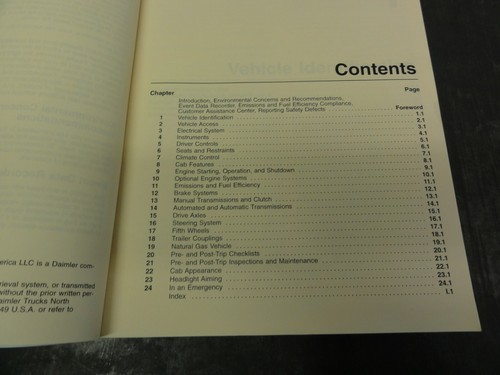 Contents
Chapter Page
Introduction, Environmental Concerns and Recommendations,
Event Data Recorder, Emissions and Fuel Efficiency Compliance,
Customer Assistance Center, Reporting Safety Defects Foreword
1 Vehicle Identification 1.1
2 Vehicle Access 2.1
3 Electrical System 3.1
4 Instruments 4.1
5 Driver Controls 5.1
6 Seats and Restraints 6.1
7 Climate Control 7.1
8 Cab Features 8.1
9 Engine Starting, Operation, and Shutdown 9.1
10 Optional Engine Systems 10.1
11 Emissions and Fuel Efficiency 11.1
12 Brake Systems 12.1
13 Manual Transmissions and Clutch 13.1
14 Automated and Automatic Transmissions 14.1
15 Drive Axles 15.1
16 Steering System 16.1
17 Fifth Wheels 17.1
18 Trailer Couplings 18.1
19 Natural Gas Vehicle 19.1
20 Pre- and Post-Trip Checklists 20.1
21 Pre- and Post-Trip Inspections and Maintenance 21.1
22 Cab Appearance 22.1
23 Headlight Aiming 23.1
24 In an Emergency 24.1
Index I.1
erica LLC is a Daimler com-
rieval system, or transmitted
without the prior written per-
aimler Trucks North
49 U.S.A. or refer to